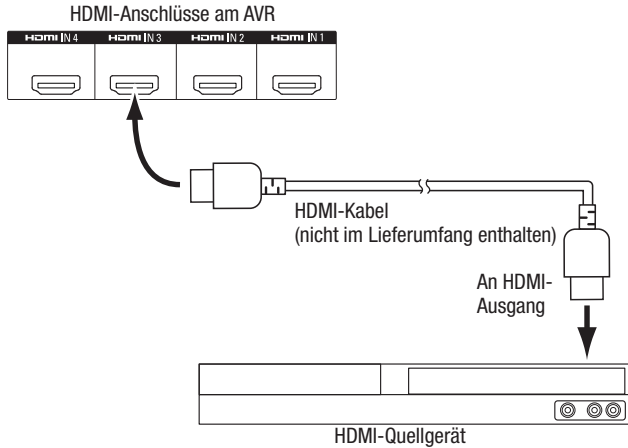 HDMI-Anschlüsse am AVR
HDMI IN 4 HDMI IN 3 HDMI IN 2 HDMI IN 1
HDMI-Kabel
(nicht im Lieferumfang enthalten)
An HDMI-
Ausgang
HDMI-Quellgerät